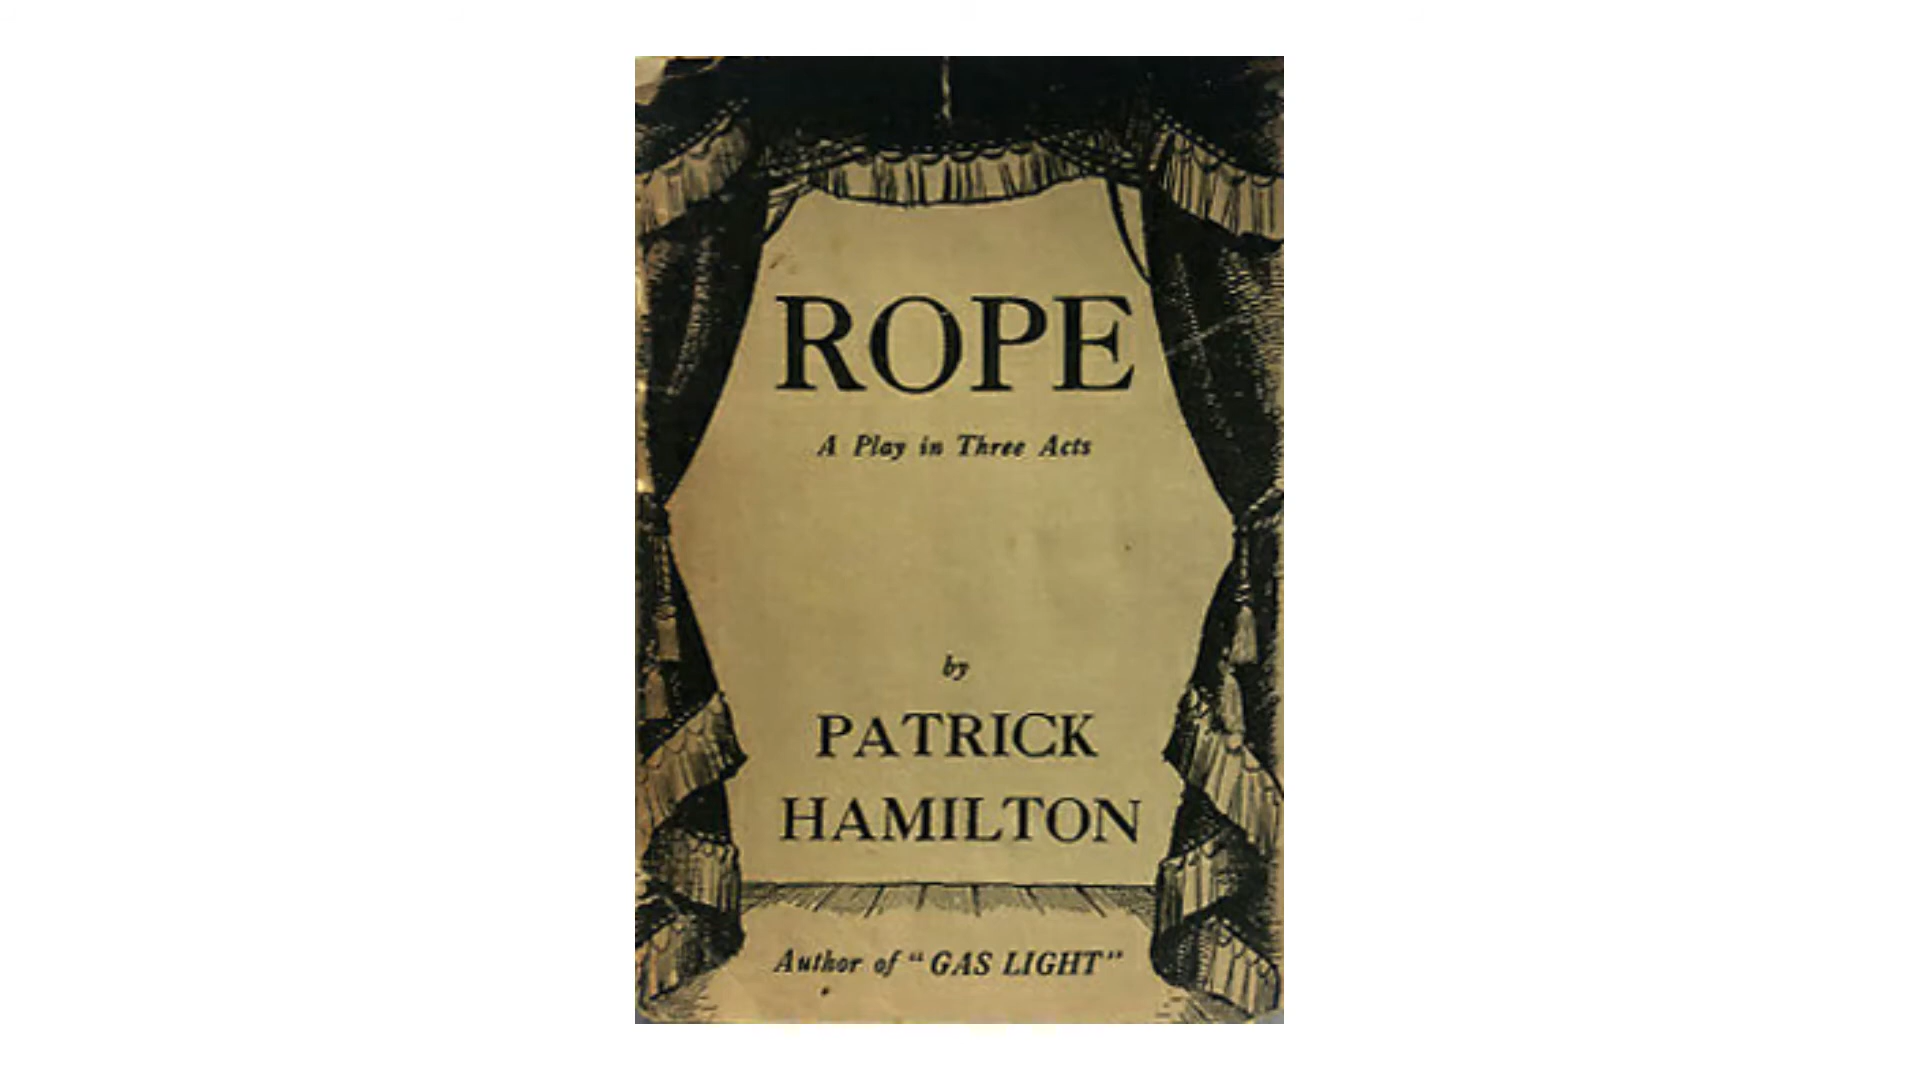 ROPE
A Play in Three Acts
by
PATRICK
HAMILTON
Author of "GAS LIGHT"